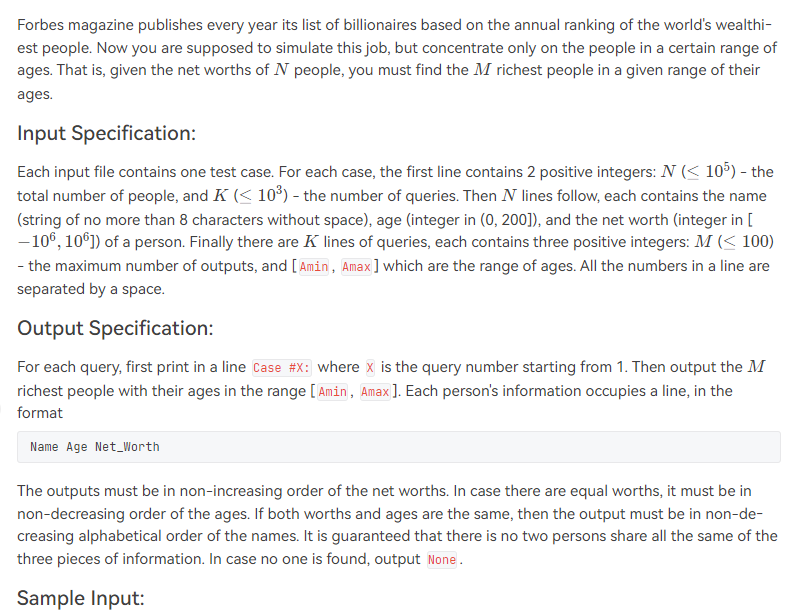 Forbes magazine publishes every year its list of billionaires based on the annual ranking of the world's wealthi-
est people. Now you are supposed to simulate this job, but concentrate only on the people in a certain range of
ages. That is, given the net worths of N people, you must find the M richest people in a given range of their
ages.
Input Specification:
Each input file contains one test case. For each case, the first line contains 2 positive integers: N (≤ 10^5) - the
total number of people, and K (≤ 10^3) - the number of queries. Then N lines follow, each contains the name
(string of no more than 8 characters without space), age (integer in (0, 200]), and the net worth (integer in [
−10^6, 10^6]) of a person. Finally there are K lines of queries, each contains three positive integers: M (≤ 100)
- the maximum number of outputs, and [Amin, Amax] which are the range of ages. All the numbers in a line are
separated by a space.
Output Specification:
For each query, first print in a line Case #X: where X is the query number starting from 1. Then output the M
richest people with their ages in the range [Amin, Amax]. Each person's information occupies a line, in the
format
Name Age Net_Worth
The outputs must be in non-increasing order of the net worths. In case there are equal worths, it must be in
non-decreasing order of the ages. If both worths and ages are the same, then the output must be in non-de-
creasing alphabetical order of the names. It is guaranteed that there is no two persons share all the same of the
three pieces of information. In case no one is found, output None.
Sample Input: